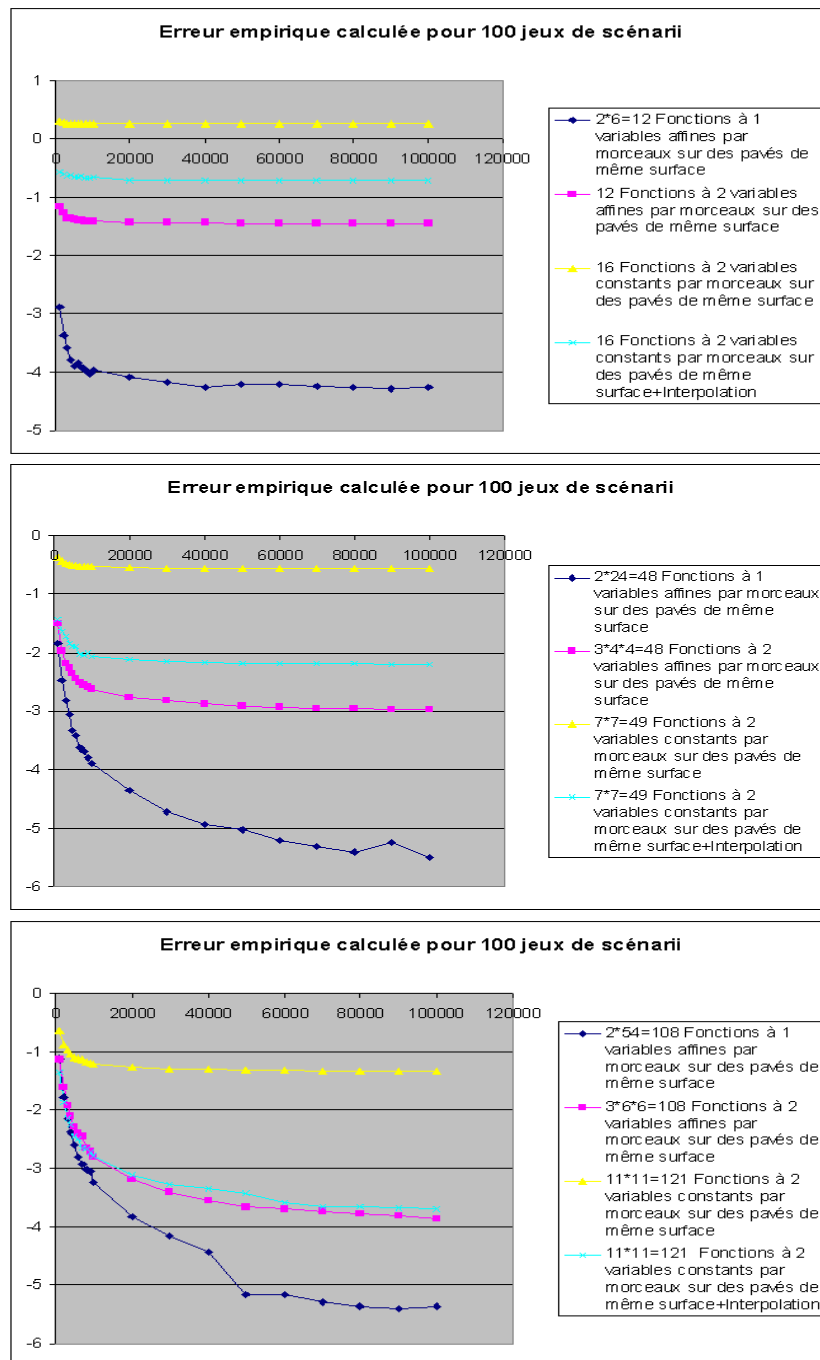 Erreur empirique calculée pour 100 jeux de scénarii
1
0
-1
-2
-3
-4
-5
0 20000 40000 60000 80000 100000 120000
2*6=12 Fonctions à 1
variables affines par
morceaux sur des pavés de
même surface
12 Fonctions à 2 variables
affines par morceaux sur des
pavés de même surface
16 Fonctions à 2 variables
constants par morceaux sur
des pavés de même surface
16 Fonctions à 2 variables
constants par morceaux sur
des pavés de même
surface+Interpolation
Erreur empirique calculée pour 100 jeux de scénarii
0
-1
-2
-3
-4
-5
-6
0 20000 40000 60000 80000 100000 120000
2*24=48 Fonctions à 1
variables affines par morceaux
sur des pavés de même
surface
3*4*4=48 Fonctions à 2
variables affines par morceaux
sur des pavés de même
surface
7*7=49 Fonctions à 2
variables constants par
morceaux sur des pavés de
même surface
7*7=49 Fonctions à 2
variables constants par
morceaux sur des pavés de
même surface+Interpolation
Erreur empirique calculée pour 100 jeux de scénarii
0
-1
-2
-3
-4
-5
-6
0 20000 40000 60000 80000 100000 120000
2*54=108 Fonctions à 1
variables affines par
morceaux sur des pavés de
même surface
3*6*6=108 Fonctions à 2
variables affines par
morceaux sur des pavés de
même surface
11*11=121 Fonctions à 2
variables constants par
morceaux sur des pavés de
même surface
11*11=121 Fonctions à 2
variables constants par
morceaux sur des pavés de
même surface+Interpolation